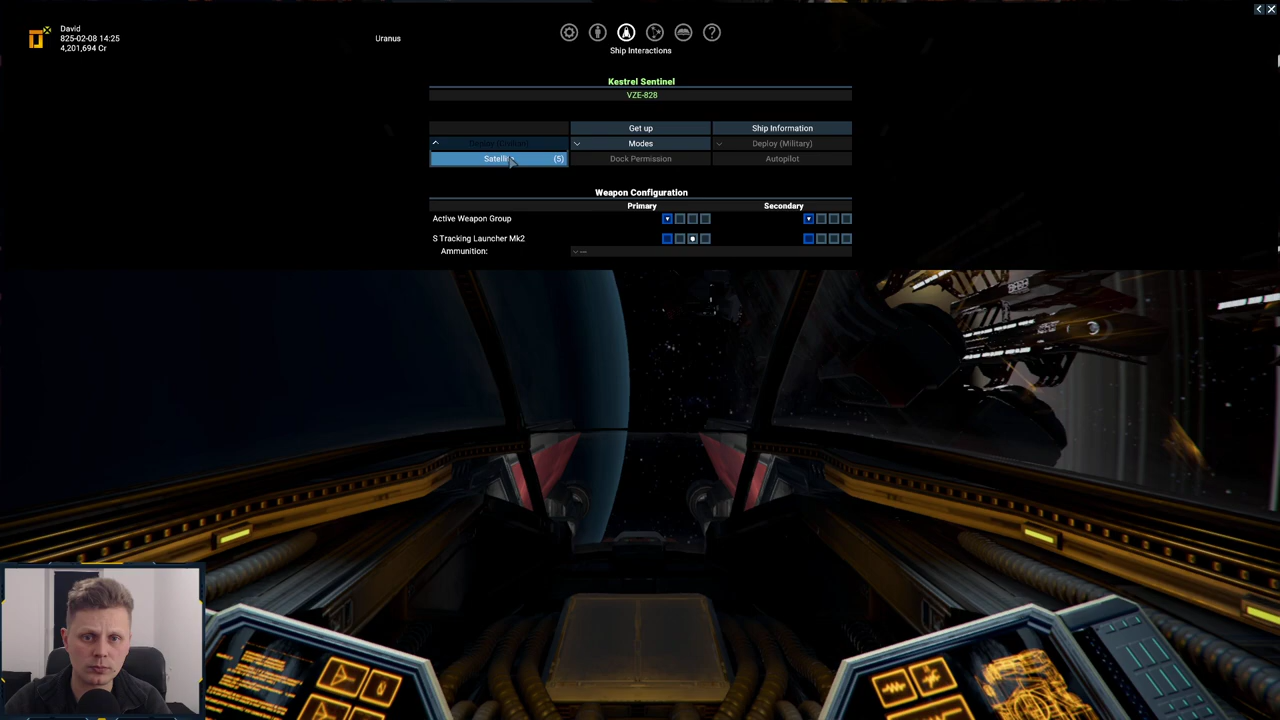 David
825-02-08 14:25
4,201,694 Cr
Uranus
Ship Interactions
Kestrel Sentinel
VZE-828
Get up
Ship Information
Deploy (Civilian)
Modes
Deploy (Military)
(5)
Dock Permission
Autopilot
Weapon Configuration
Primary
Secondary
Active Weapon Group
S Tracking Launcher Mk2
Ammunition:
---